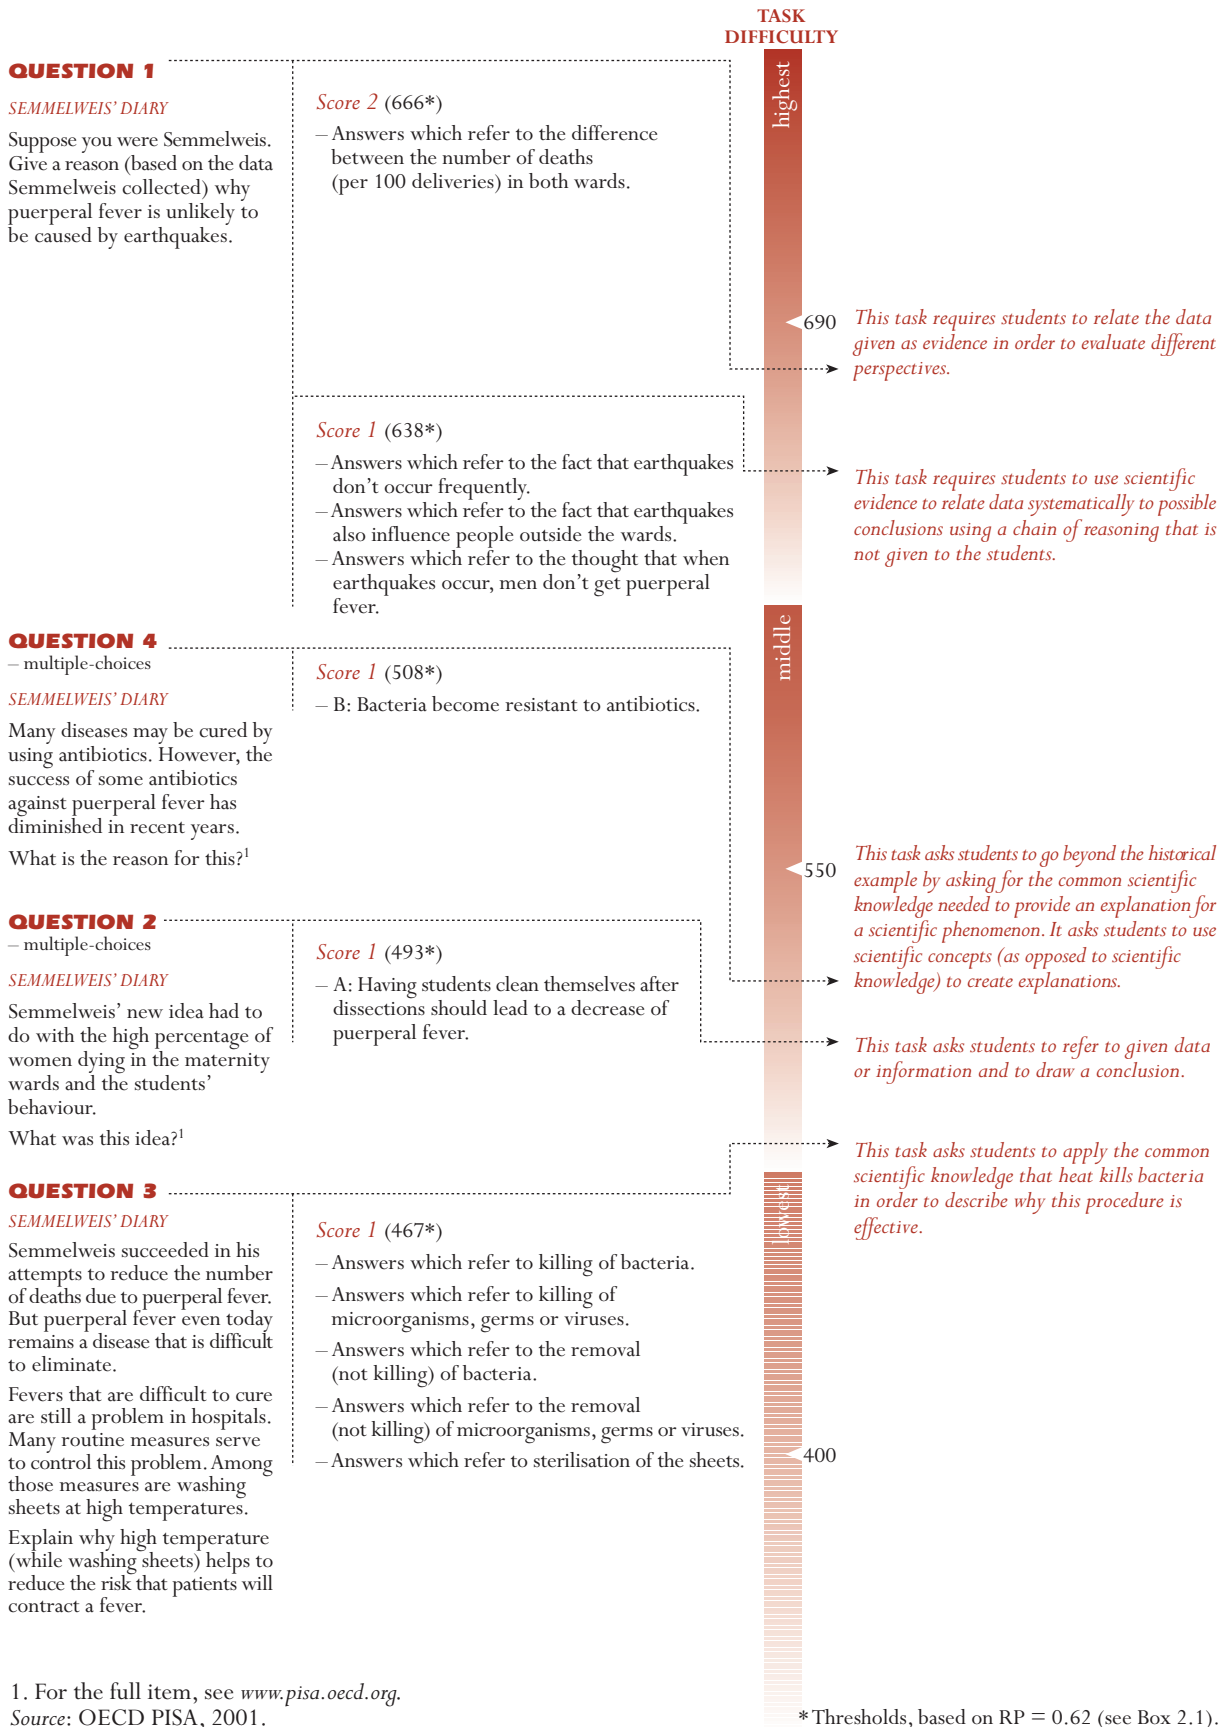 TASK
DIFFICULTY
highest
QUESTION 1
SEMMELWEIS' DIARY
Suppose you were Semmelweis.
Give a reason (based on the data
Semmelweis collected) why
puerperal fever is unlikely to
be caused by earthquakes.
Score 2 (666*)
– Answers which refer to the difference
between the number of deaths
(per 100 deliveries) in both wards.
690
This task requires students to relate the data
given as evidence in order to evaluate different
perspectives.
Score 1 (638*)
– Answers which refer to the fact that earthquakes
don't occur frequently.
– Answers which refer to the fact that earthquakes
also influence people outside the wards.
– Answers which refer to the thought that when
earthquakes occur, men don't get puerperal
fever.
This task requires students to use scientific
evidence to relate data systematically to possible
conclusions using a chain of reasoning that is
not given to the students.
middle
QUESTION 4
– multiple-choices
SEMMELWEIS' DIARY
Many diseases may be cured by
using antibiotics. However, the
success of some antibiotics
against puerperal fever has
diminished in recent years.
What is the reason for this?1
Score 1 (508*)
– B: Bacteria become resistant to antibiotics.
550
This task asks students to go beyond the historical
example by asking for the common scientific
knowledge needed to provide an explanation for
a scientific phenomenon. It asks students to use
scientific concepts (as opposed to scientific
knowledge) to create explanations.
QUESTION 2
– multiple-choices
SEMMELWEIS' DIARY
Semmelweis' new idea had to
do with the high percentage of
women dying in the maternity
wards and the students'
behaviour.
What was this idea?1
Score 1 (493*)
– A: Having students clean themselves after
dissections should lead to a decrease of
puerperal fever.
This task asks students to refer to given data
or information and to draw a conclusion.
This task asks students to apply the common
scientific knowledge that heat kills bacteria
in order to describe why this procedure is
effective.
lowest
QUESTION 3
SEMMELWEIS' DIARY
Semmelweis succeeded in his
attempts to reduce the number
of deaths due to puerperal fever.
But puerperal fever even today
remains a disease that is difficult
to eliminate.
Fevers that are difficult to cure
are still a problem in hospitals.
Many routine measures serve
to control this problem. Among
those measures are washing
sheets at high temperatures.
Explain why high temperature
(while washing sheets) helps to
reduce the risk that patients will
contract a fever.
Score 1 (467*)
– Answers which refer to killing of bacteria.
– Answers which refer to killing of
microorganisms, germs or viruses.
– Answers which refer to the removal
(not killing) of bacteria.
– Answers which refer to the removal
(not killing) of microorganisms, germs or viruses.
– Answers which refer to sterilisation of the sheets.
400
1. For the full item, see www.pisa.oecd.org.
Source: OECD PISA, 2001.
* Thresholds, based on RP = 0.62 (see Box 2.1).